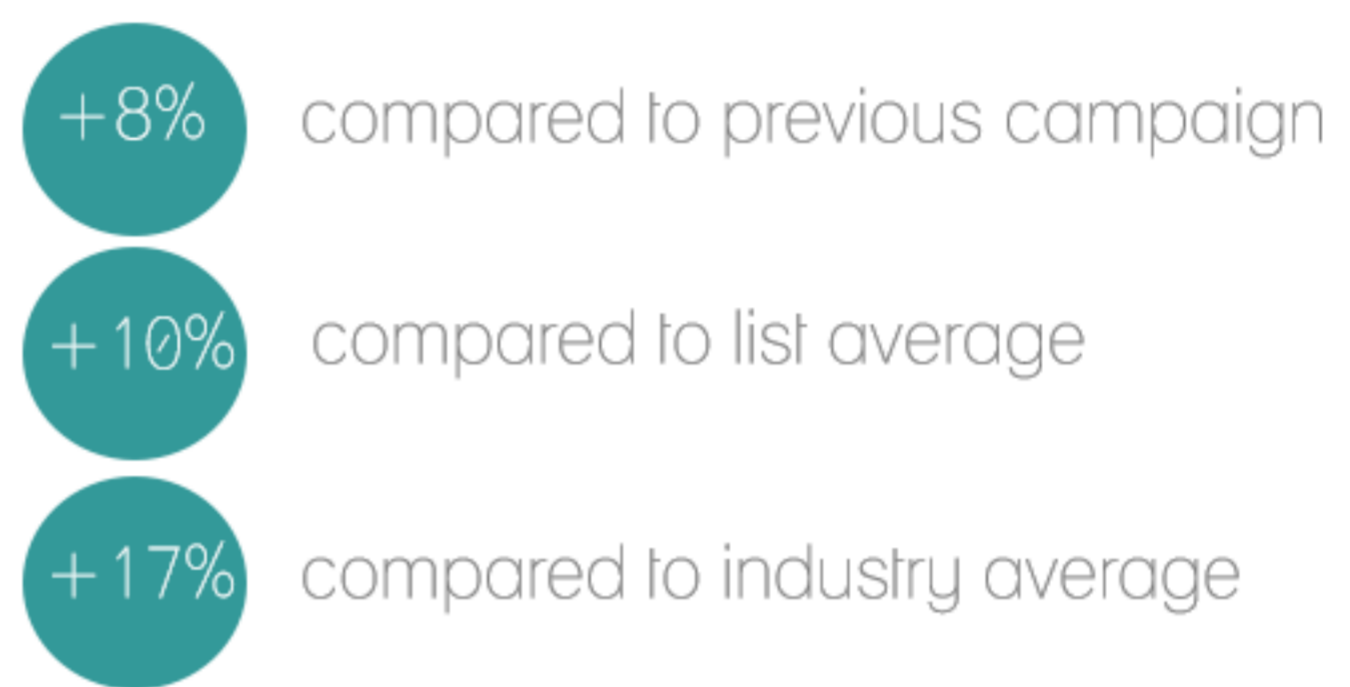 +8% compared to previous campaign
+10% compared to list average
+17% compared to industry average